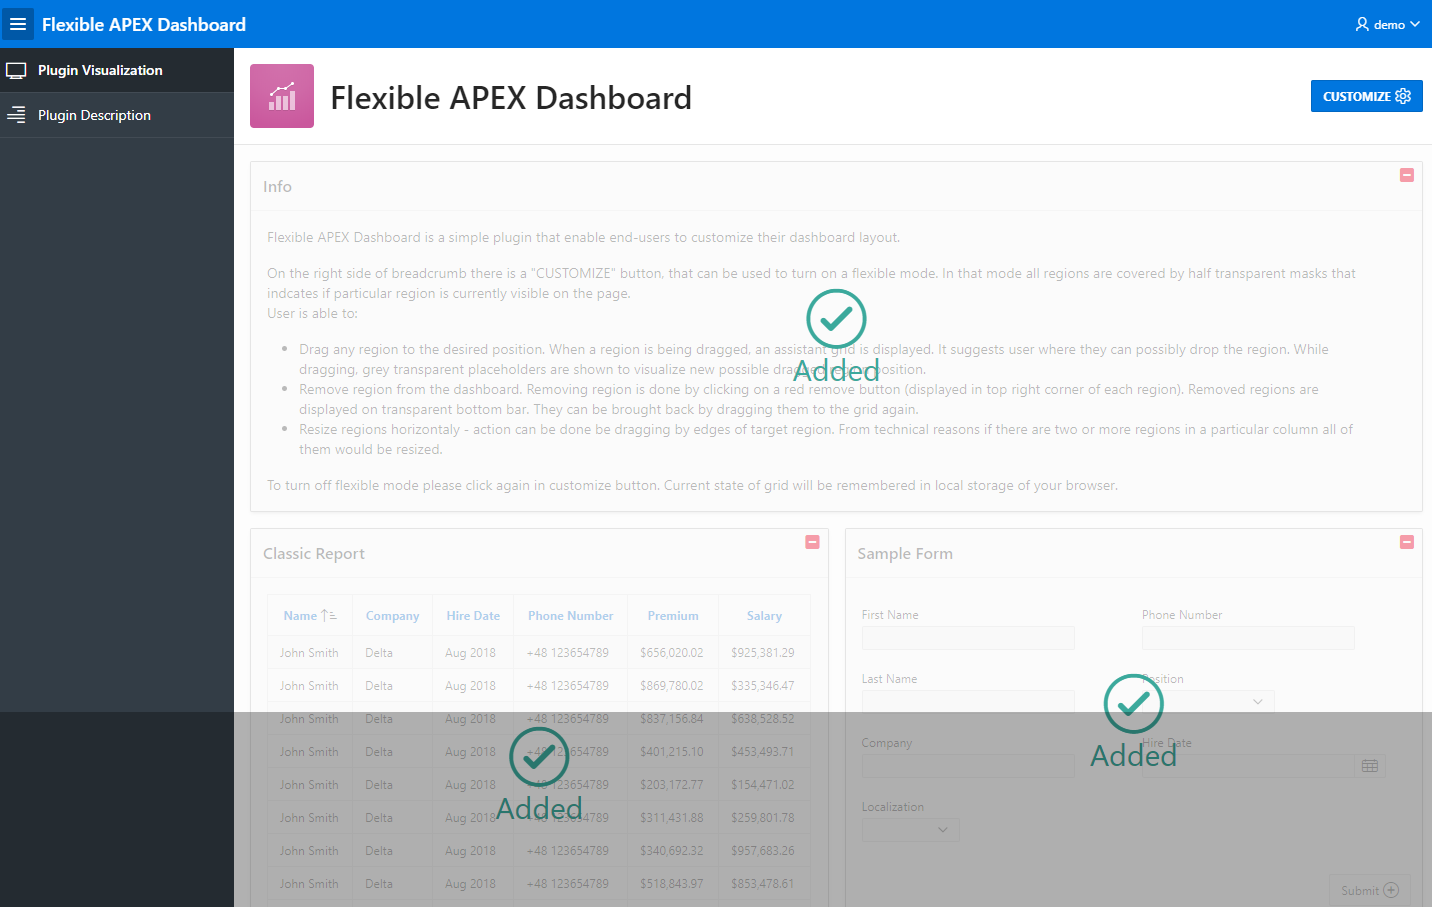 Flexible APEX Dashboard
demo
Plugin Visualization
Plugin Description
Flexible APEX Dashboard
CUSTOMIZE
Info
Flexible APEX Dashboard is a simple plugin that enable end-users to customize their dashboard layout.
On the right side of breadcrumb there is a "CUSTOMIZE" button, that can be used to turn on a flexible mode. In that mode all regions are covered by half transparent masks that
indcates if particular region is currently visible on the page.
User is able to:
Drag any region to the desired position. When a region is being dragged, an assistant grid is displayed. It suggests user where they can possibly drop the region. While
dragging, grey transparent placeholders are shown to visualize new possible dragged region position.
Added
Remove region from the dashboard. Removing region is done by clicking on a red remove button (displayed in top right corner of each region). Removed regions are
displayed on transparent bottom bar. They can be brought back by dragging them to the grid again.
Resize regions horizontaly - action can be done be dragging by edges of target region. From technical reasons if there are two or more regions in a particular column all of
them would be resized.
To turn off flexible mode please click again in customize button. Current state of grid will be remembered in local storage of your browser.
Classic Report
Name Company Hire Date Phone Number Premium Salary
John Smith Delta Aug 2018 +48 123654789 $656,020.02 $925,381.29
John Smith Delta Aug 2018 +48 123654789 $869,780.02 $335,346.47
John Smith Delta Aug 2018 +48 123654789 $837,156.84 $638,528.52
John Smith Delta Aug 2018 +48 123654789 $401,215.10 $453,493.71
John Smith Delta Aug 2018 +48 123654789 $203,172.77 $154,471.02
Added
John Smith Delta Aug 2018 +48 123654789 $311,431.88 $259,801.78
John Smith Delta Aug 2018 +48 123654789 $340,692.32 $957,683.26
John Smith Delta Aug 2018 +48 123654789 $518,843.97 $853,478.61
Sample Form
First Name Phone Number
Last Name Position
Company Hire Date
Added
Localization
Submit